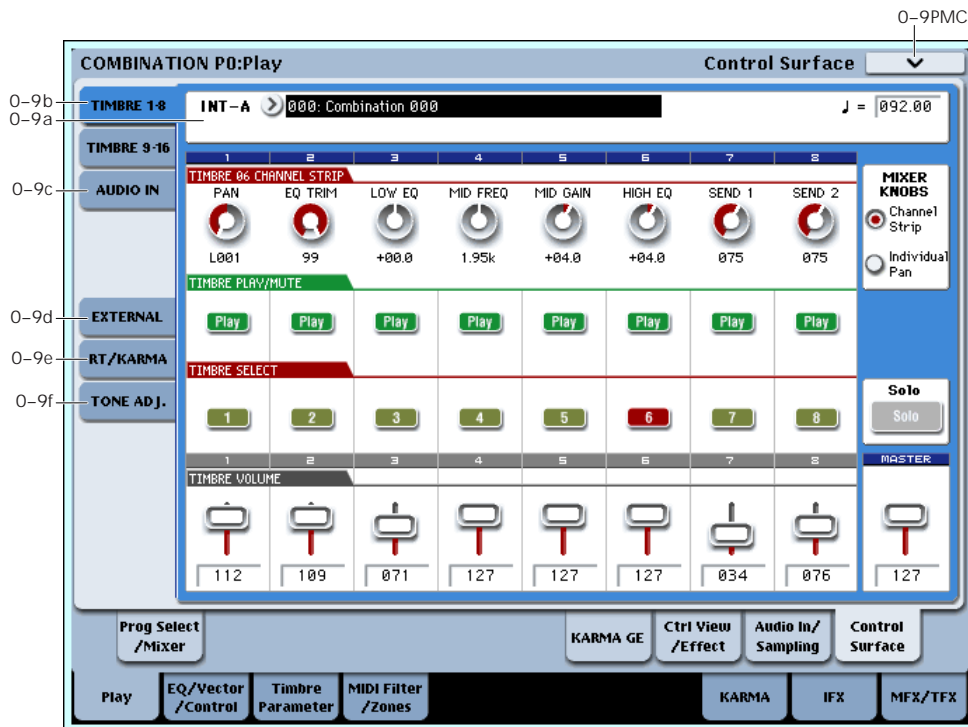 0–9PMC
COMBINATION P0:Play
Control Surface
0–9b
TIMBRE 1-8
0–9a
INT-A
000: Combination 000
♩ = 092.00
TIMBRE 9-16
1 2 3 4 5 6 7 8
TIMBRE 06 CHANNEL STRIP
0–9c
AUDIO IN
PAN EQ TRIM LOW EQ MID FREQ MID GAIN HIGH EQ SEND 1 SEND 2
L001 99 +00.0 1.95k +04.0 +04.0 075 075
MIXER
KNOBS
Channel
Strip
Individual
Pan
TIMBRE PLAY/MUTE
0–9d
EXTERNAL
Play Play Play Play Play Play Play Play
0–9e
RT/KARMA
TIMBRE SELECT
0–9f
TONE ADJ.
1 2 3 4 5 6 7 8
Solo
Solo
1 2 3 4 5 6 7 8
MASTER
TIMBRE VOLUME
112 109 071 127 127 127 034 076 127
Prog Select
/Mixer
KARMA GE
Ctrl View
/Effect
Audio In/
Sampling
Control
Surface
Play
EQ/Vector
/Control
Timbre
Parameter
MIDI Filter
/Zones
KARMA
IFX
MFX/TFX